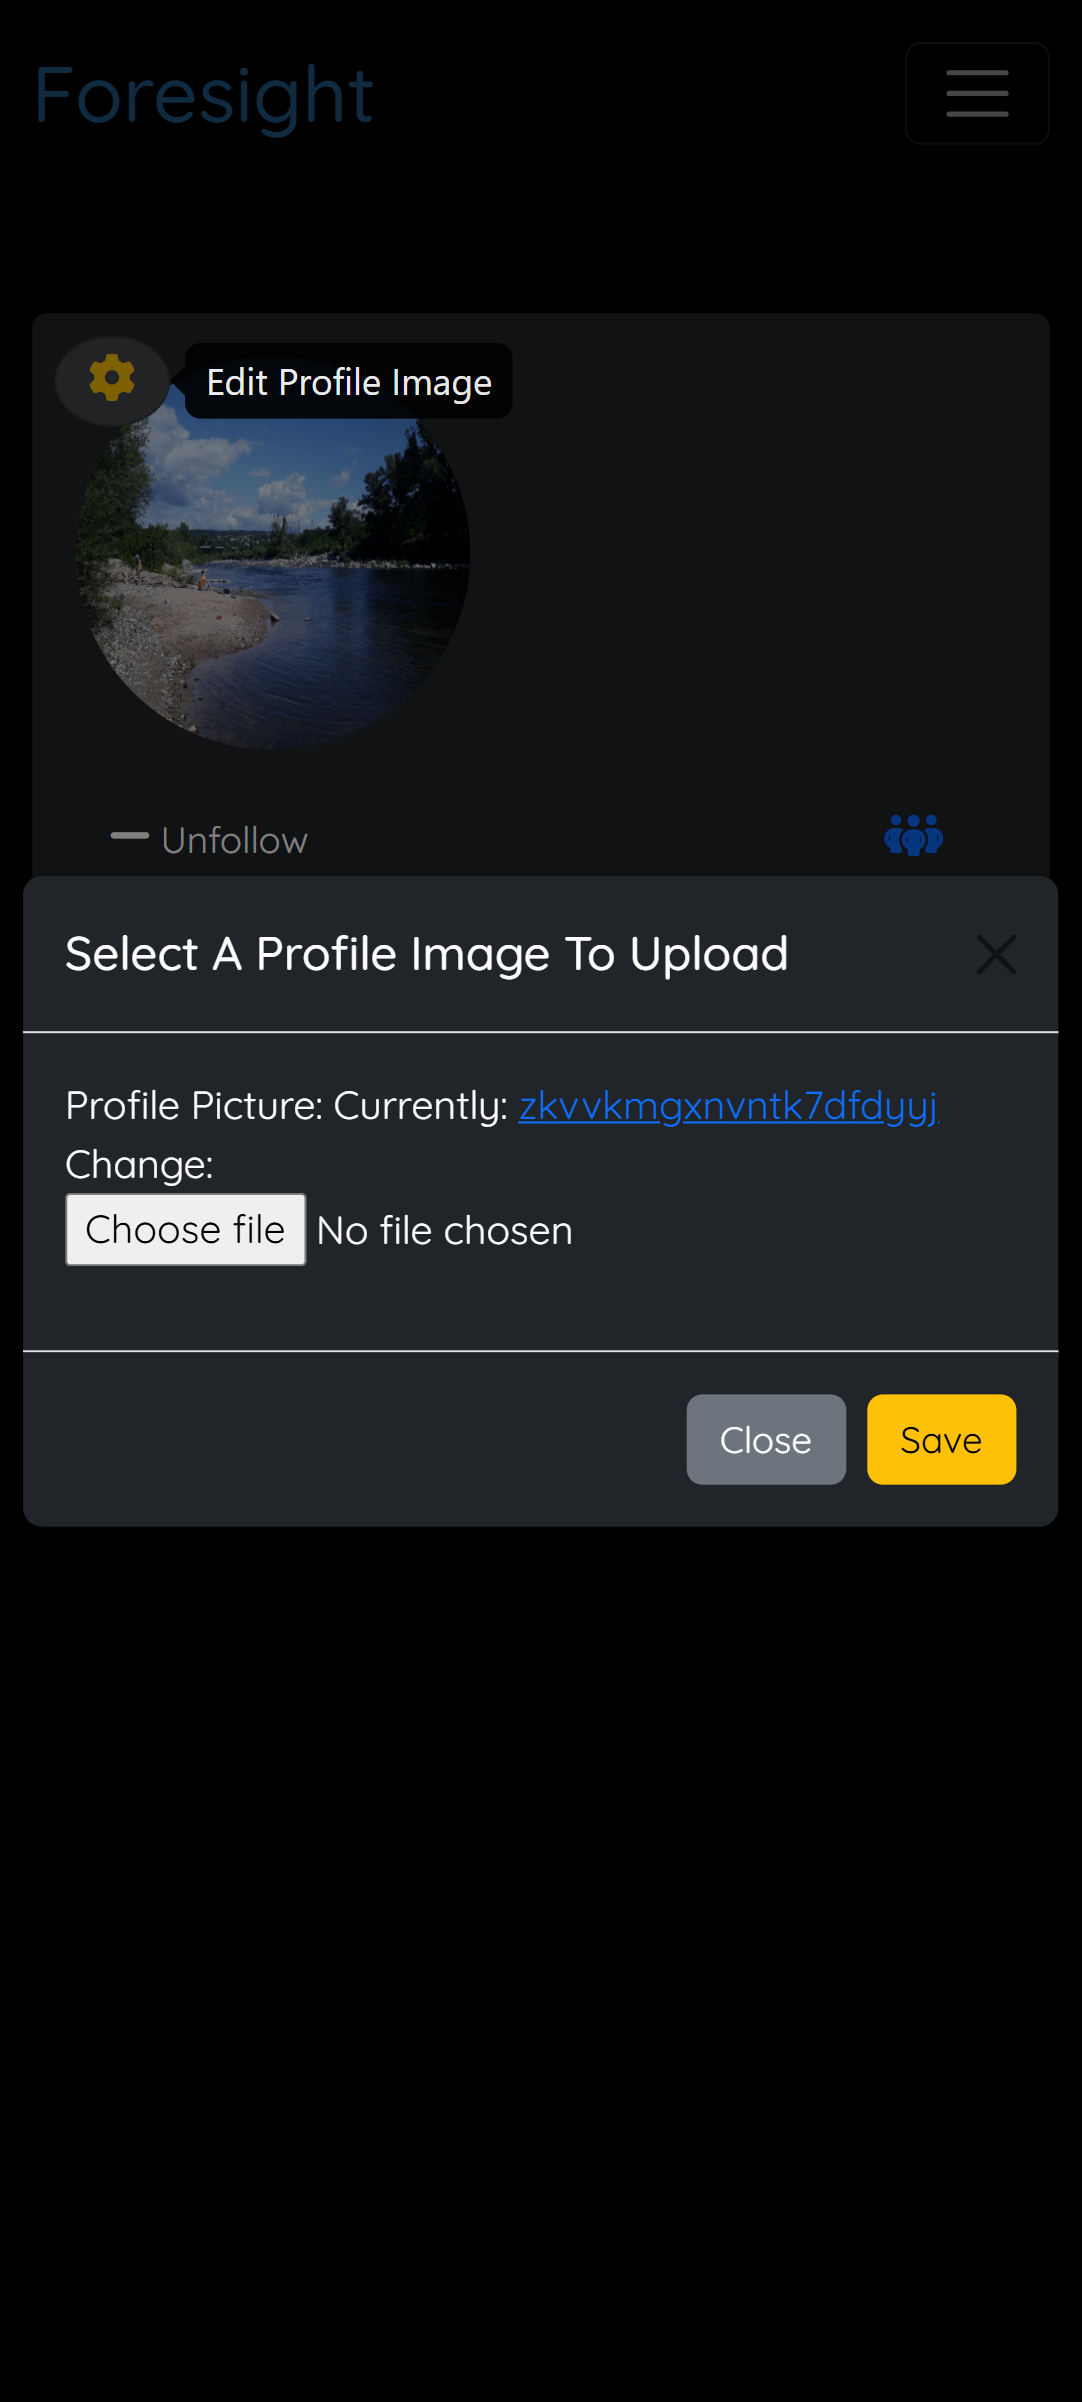 Foresight
Edit Profile Image
Unfollow
Select A Profile Image To Upload
Profile Picture: Currently: zkvvkmgxnvntk7dfdyyj
Change:
Choose file No file chosen
Close Save